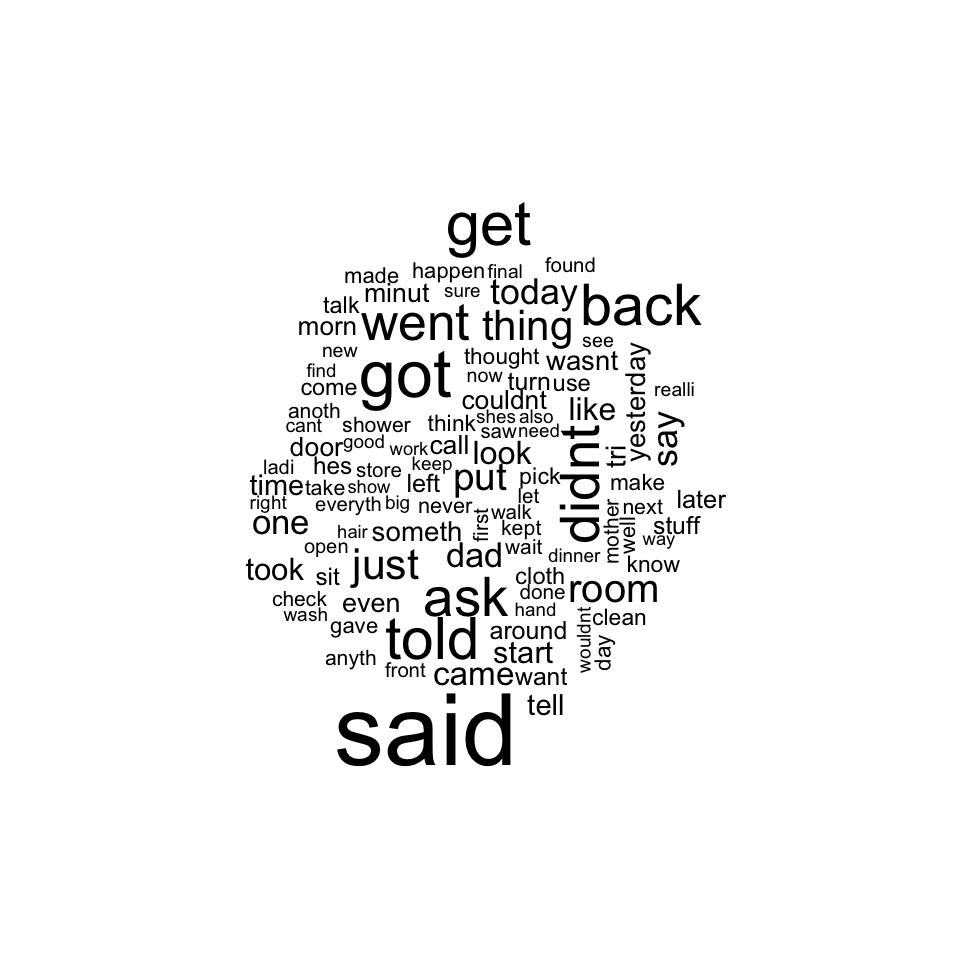 get
made happen final found
talk minut sure today back
morn went thing
new got thought wasnt see yesterday
find come now turn use realli
anoth couldnt like say
cant shower think shes also
door good work call saw need didnt tri
ladi hes store keep look
time take show left put pick make
right everyth big never let later
one hair someth first walk kept mother next well stuff
open just dad wait dinner way
took sit cloth know
check even ask done room
wash gave hand wouldnt clean
told around day
anyth front start
came want
said tell